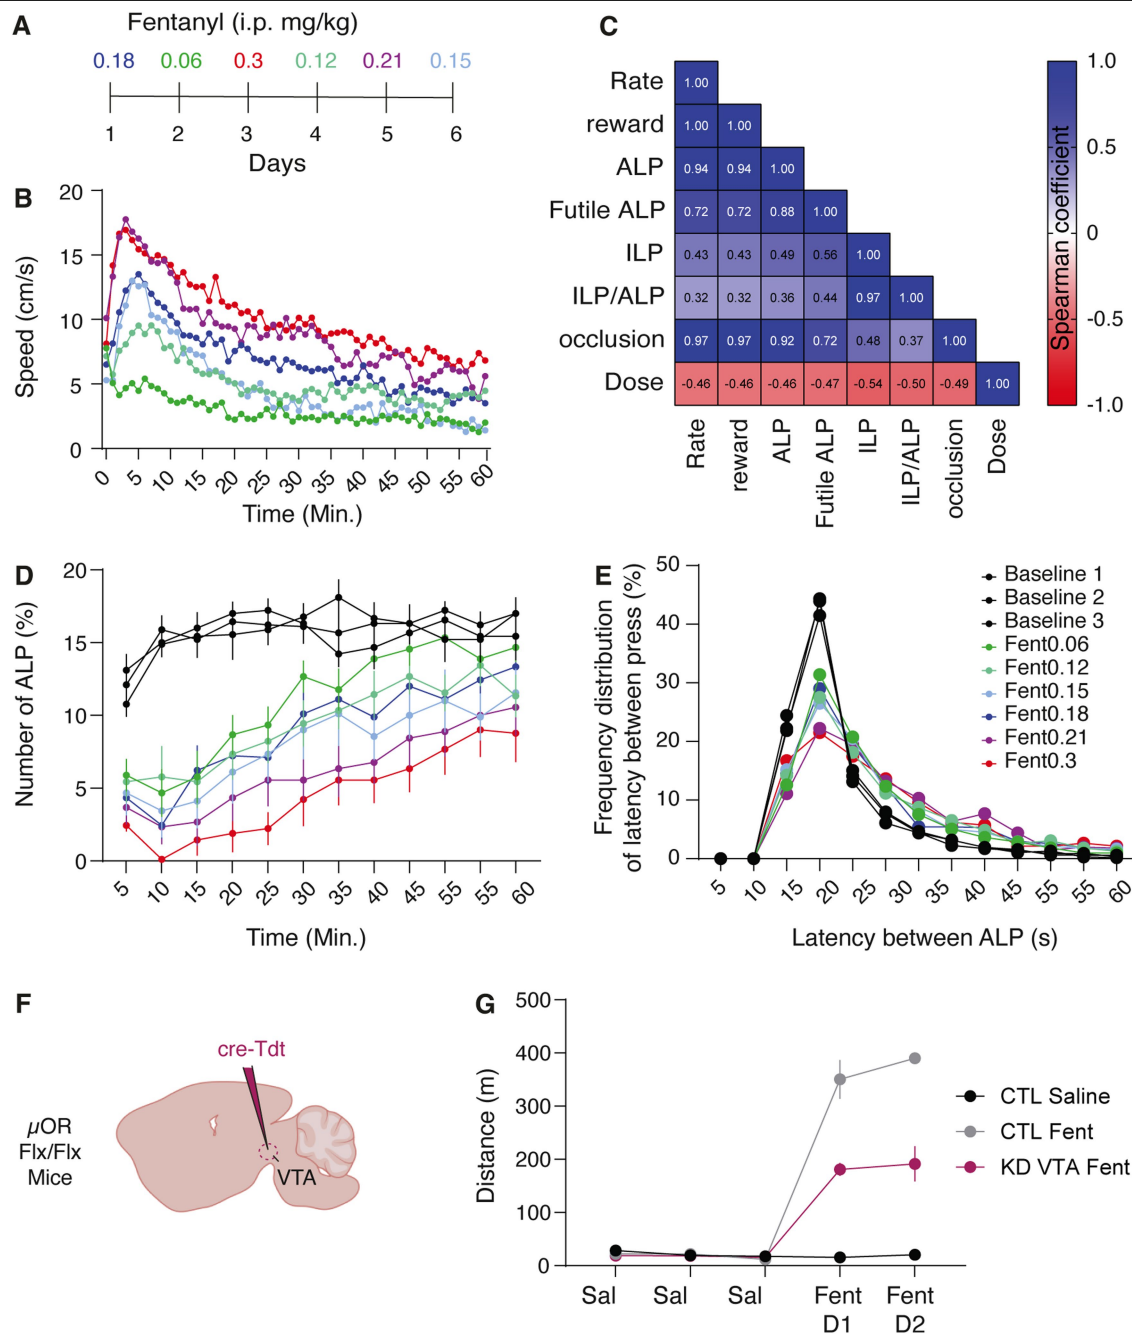 A
Fentanyl (i.p. mg/kg)
0.18 0.06 0.3 0.12 0.21 0.15
1 2 3 4 5 6
Days
B
Speed (cm/s)
20
15
10
5
0
0 5 10 15 20 25 30 35 40 45 50 55 60
Time (Min.)
C
Rate 1.00
reward 1.00 1.00
ALP 0.94 0.94 1.00
Futile ALP 0.72 0.72 0.88 1.00
ILP 0.43 0.43 0.49 0.56 1.00
ILP/ALP 0.32 0.32 0.36 0.44 0.97 1.00
occlusion 0.97 0.97 0.92 0.72 0.48 0.37 1.00
Dose -0.46 -0.46 -0.46 -0.47 -0.54 -0.50 -0.49 1.00
Rate reward ALP Futile ALP ILP ILP/ALP occlusion Dose
1.0
0.5
0
-0.5
-1.0
Spearman coefficient
D
Number of ALP (%)
20
15
10
5
0
5 10 15 20 25 30 35 40 45 50 55 60
Time (Min.)
E
Frequency distribution
of latency between press (%)
50
40
30
20
10
0
5 10 15 20 25 30 35 40 45 55 55 60
Latency between ALP (s)
Baseline 1
Baseline 2
Baseline 3
Fent0.06
Fent0.12
Fent0.15
Fent0.18
Fent0.21
Fent0.3
F
cre-Tdt
µOR
Flx/Flx
Mice
VTA
G
Distance (m)
500
400
300
200
100
0
Sal Sal Sal Fent Fent
D1 D2
CTL Saline
CTL Fent
KD VTA Fent